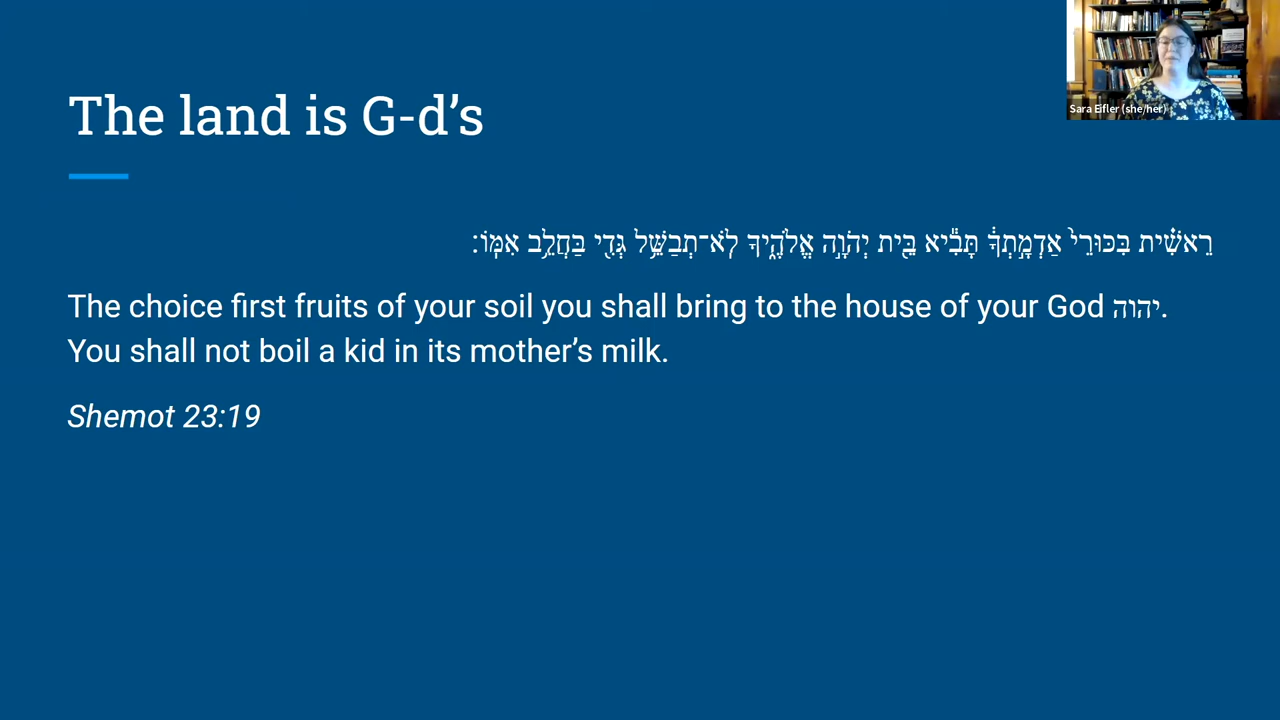 Sara Eifler (she/her)
The land is G-d’s
רֵאשִׁ֗ית בִּכּוּרֵי֙ אַדְמָ֣תְךָ֔ תָּבִ֕יא בֵּ֖ית יְהֹוָ֣ה אֱלֹהֶ֑יךָ לֹֽא־תְבַשֵּׁ֥ל גְּדִ֖י בַּחֲלֵ֥ב אִמּֽוֹ׃
The choice first fruits of your soil you shall bring to the house of your God יהוה.
You shall not boil a kid in its mother’s milk.
Shemot 23:19